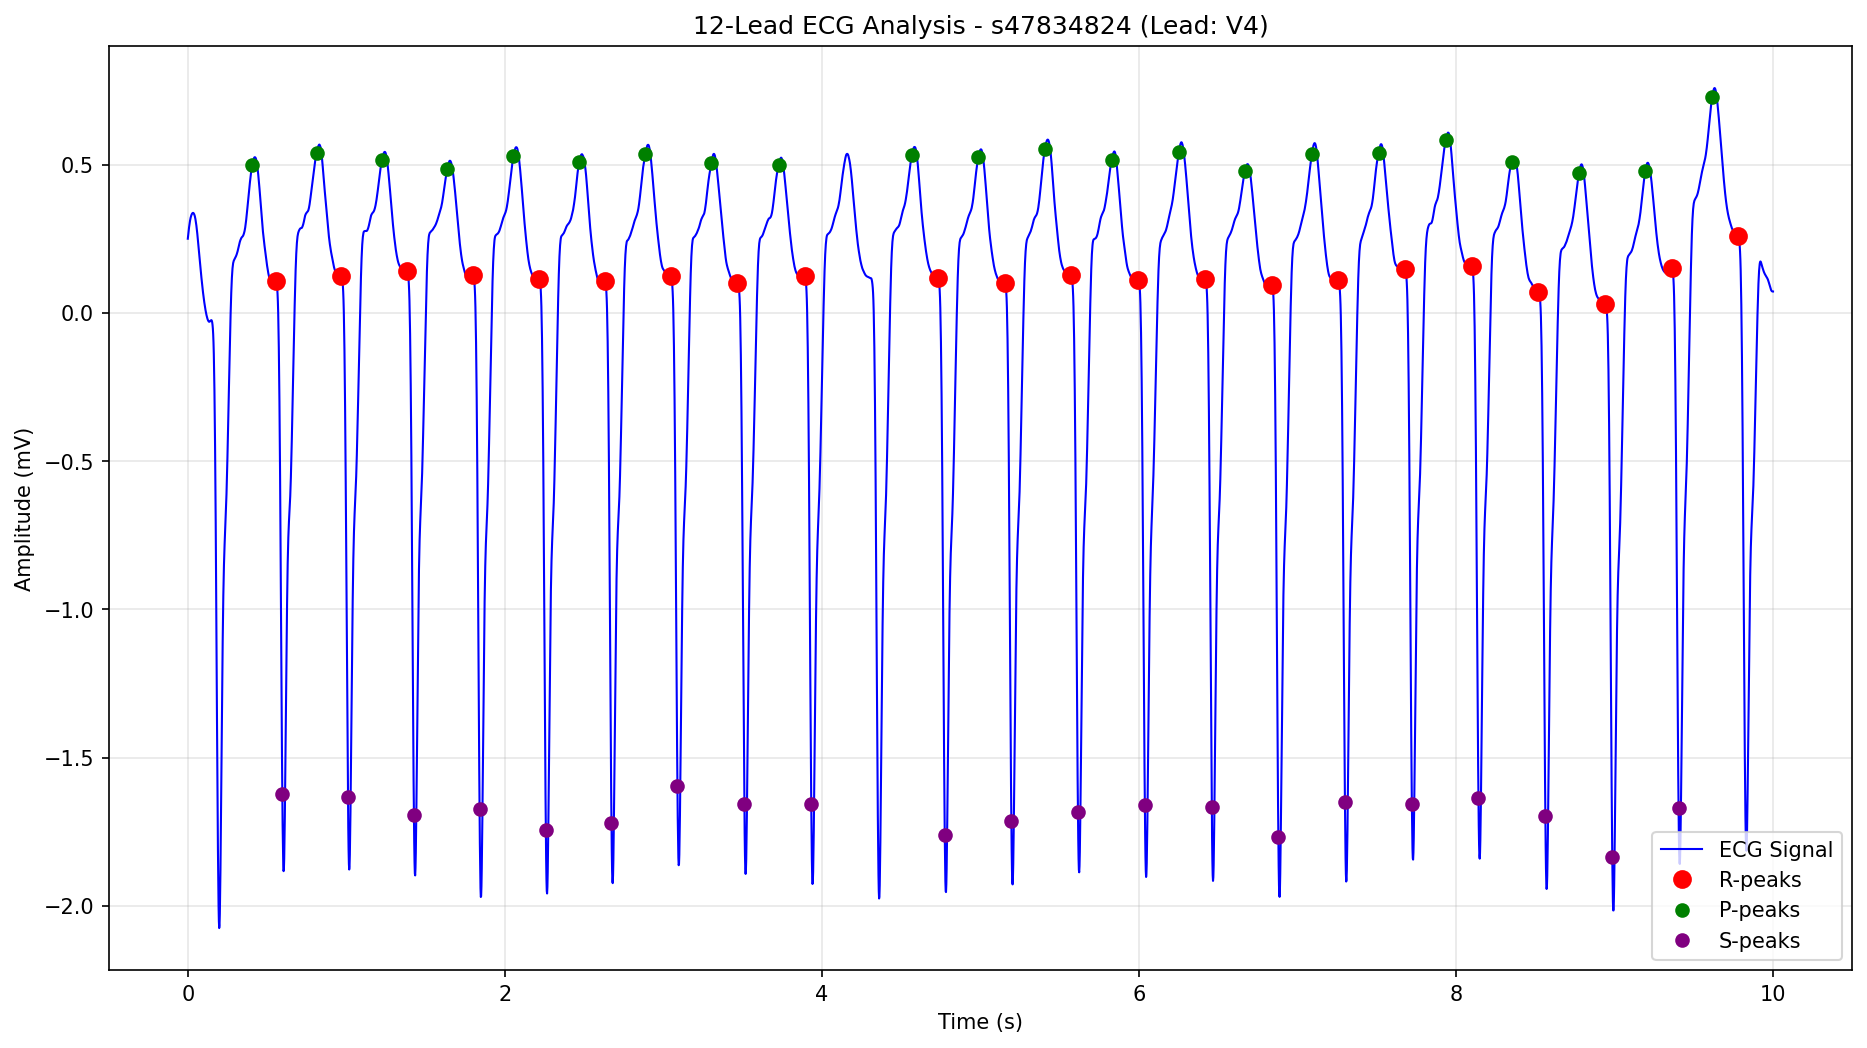 12-Lead ECG Analysis - s47834824 (Lead: V4)
Amplitude (mV)
0.5
0.0
−0.5
−1.0
−1.5
−2.0
0 2 4 6 8 10
Time (s)
ECG Signal
R-peaks
P-peaks
S-peaks